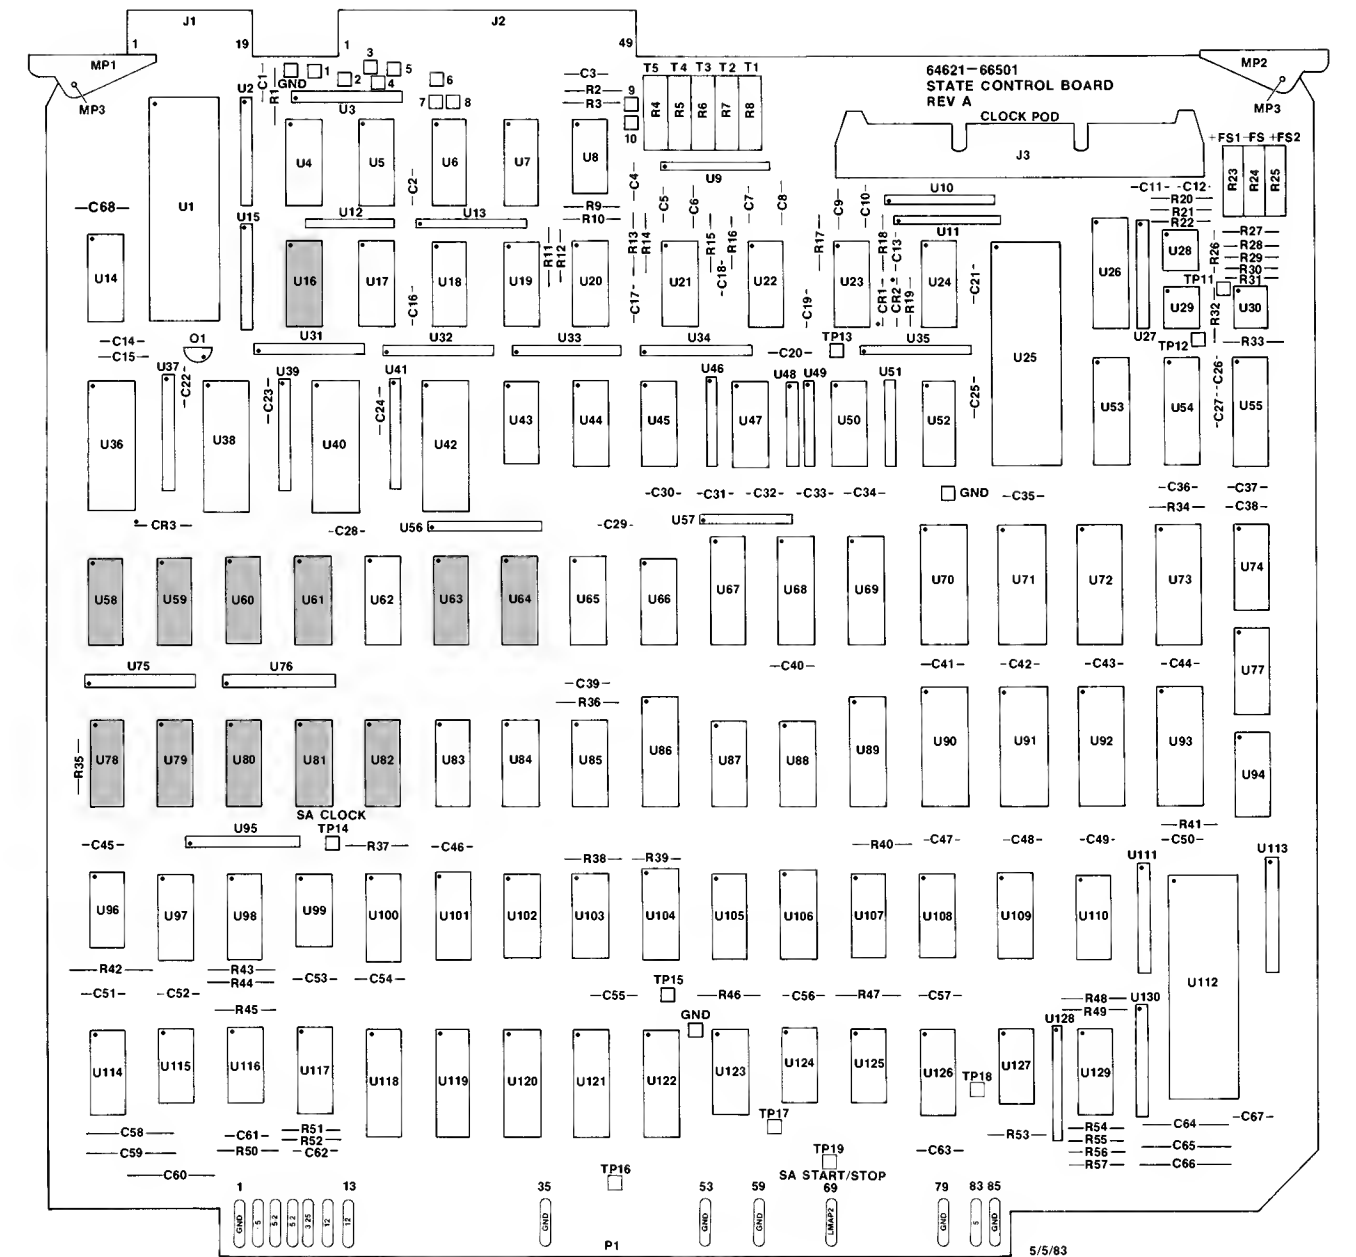 J1 J2
1 19 1 49
MP1 MP2
MP3 MP3
C1 R1 GND 1 2 3 4 5 6 7 8
C3
R2
R3
9
10
T5 T4 T3 T2 T1
R4 R5 R6 R7 R8
64621-66501
STATE CONTROL BOARD
REV A
CLOCK POD
J3
+FS1 -FS +FS2
R23 R24 R25
U2 U3
U1 U4 U5 U6 U7 U8 U9
C2 C4 C5 C6 C7 C8 C9 C10
U10
U11
C11 C12
R20
R21
R22
C68 U15 U12 U13
R9
R10
U14 U16 U17 U18 U19 R11 R12 U20 R13 R14 U21 R15 R16 C18 U22 R17 U23 R18 C13 CR1 CR2 R19 U24 C21 U25 U26 U27 U28 U29 R26 TP11 R32 U30
R27
R28
R29
R30
R31
C16 C17 C19 TP12 R33
C14
C15
O1
U31 U32 U33 U34 C20 TP13 U35
U37 C22 U39 C23 U41 C24 U46 U48 U49 U51 C25 C26 C27
U36 U38 U40 U42 U43 U44 U45 U47 U50 U52 U53 U54 U55
C30 C31 C32 C33 C34 GND C35 C36 C37
R34 C38
CR3 C28 U56 C29 U57
U58 U59 U60 U61 U62 U63 U64 U65 U66 U67 U68 U69 U70 U71 U72 U73 U74
U75 U76 C40 C41 C42 C43 C44 U77
C39
R36
R35 U78 U79 U80 U81 U82 U83 U84 U85 U86 U87 U88 U89 U90 U91 U92 U93 U94
SA CLOCK
TP14
C45 U95 R37 C46 R38 R39 R40 C47 C48 C49 R41 C50
U111 U113
U96 U97 U98 U99 U100 U101 U102 U103 U104 U105 U106 U107 U108 U109 U110 U112
R42 R43
R44 C53 C54
C51 C52 C55 TP15 R46 C56 R47 C57 R48 U130
R45 GND R49
U128
U114 U115 U116 U117 U118 U119 U120 U121 U122 U123 U124 U125 U126 TP18 U127 U129
TP17
C58 C61 R51
C59 R50 R52
C62
C60
TP16 TP19
SA START/STOP
C63 R53 R54
R55
R56
R57
C64 C67
C65
C66
1 13 35 53 59 69 79 83 85
GND 5 5.2 5.2 3.25 12 12 GND GND GND LMAP2 GND 5 GND
P1
5/5/83